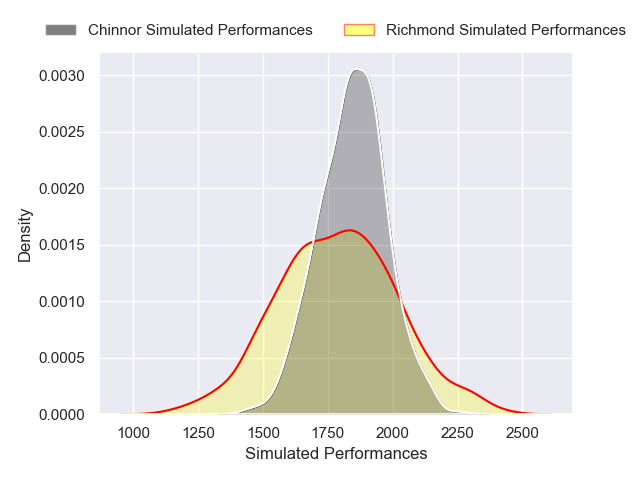 Chinnor Simulated Performances
Richmond Simulated Performances
0.0030
0.0025
0.0020
0.0015
0.0010
0.0005
0.0000
Density
1000 1250 1500 1750 2000 2250 2500
Simulated Performances